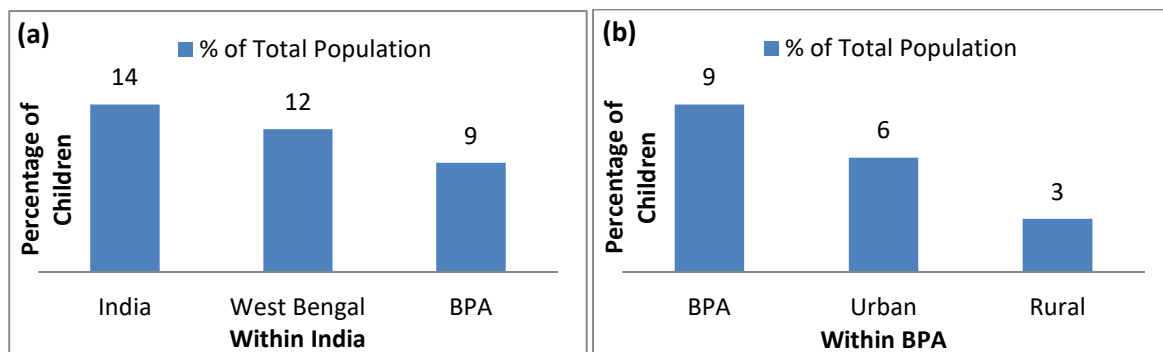 (a)
% of Total Population
14
12
9
Percentage of
Children
India
West Bengal
BPA
Within India
(b)
% of Total Population
9
6
3
Percentage of
Children
BPA
Urban
Rural
Within BPA